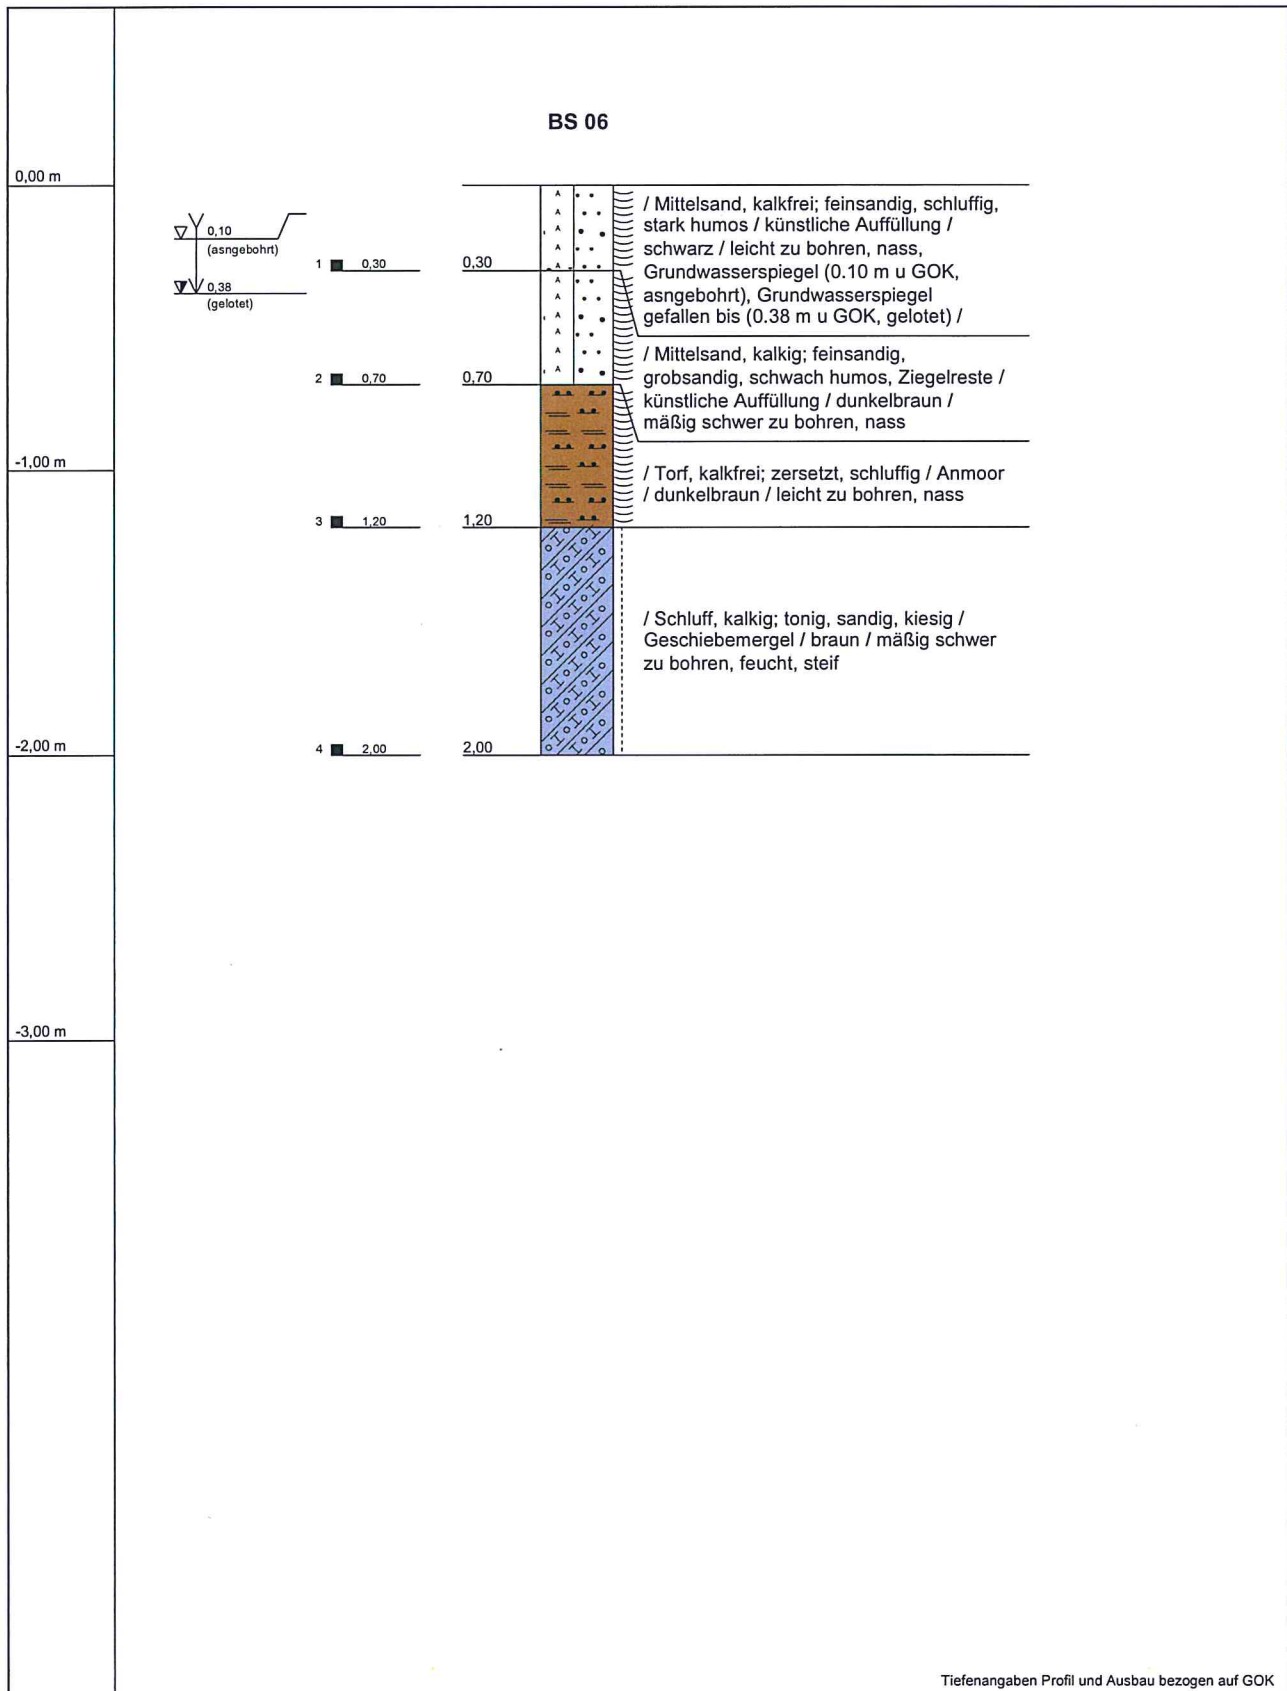 BS 06
0,00 m
0,10
(asngebohrt)
0,38
(gelotet)
1 0,30
0,30
/ Mittelsand, kalkfrei; feinsandig, schluffig,
stark humos / künstliche Auffüllung /
schwarz / leicht zu bohren, nass,
Grundwasserspiegel (0.10 m u GOK,
asngebohrt), Grundwasserspiegel
gefallen bis (0.38 m u GOK, gelotet) /
2 0,70
0,70
/ Mittelsand, kalkig; feinsandig,
grobsandig, schwach humos, Ziegelreste /
künstliche Auffüllung / dunkelbraun /
mäßig schwer zu bohren, nass
-1,00 m
/ Torf, kalkfrei; zersetzt, schluffig / Anmoor
/ dunkelbraun / leicht zu bohren, nass
3 1,20
1,20
/ Schluff, kalkig; tonig, sandig, kiesig /
Geschiebemergel / braun / mäßig schwer
zu bohren, feucht, steif
-2,00 m
4 2,00
2,00
-3,00 m
Tiefenangaben Profil und Ausbau bezogen auf GOK